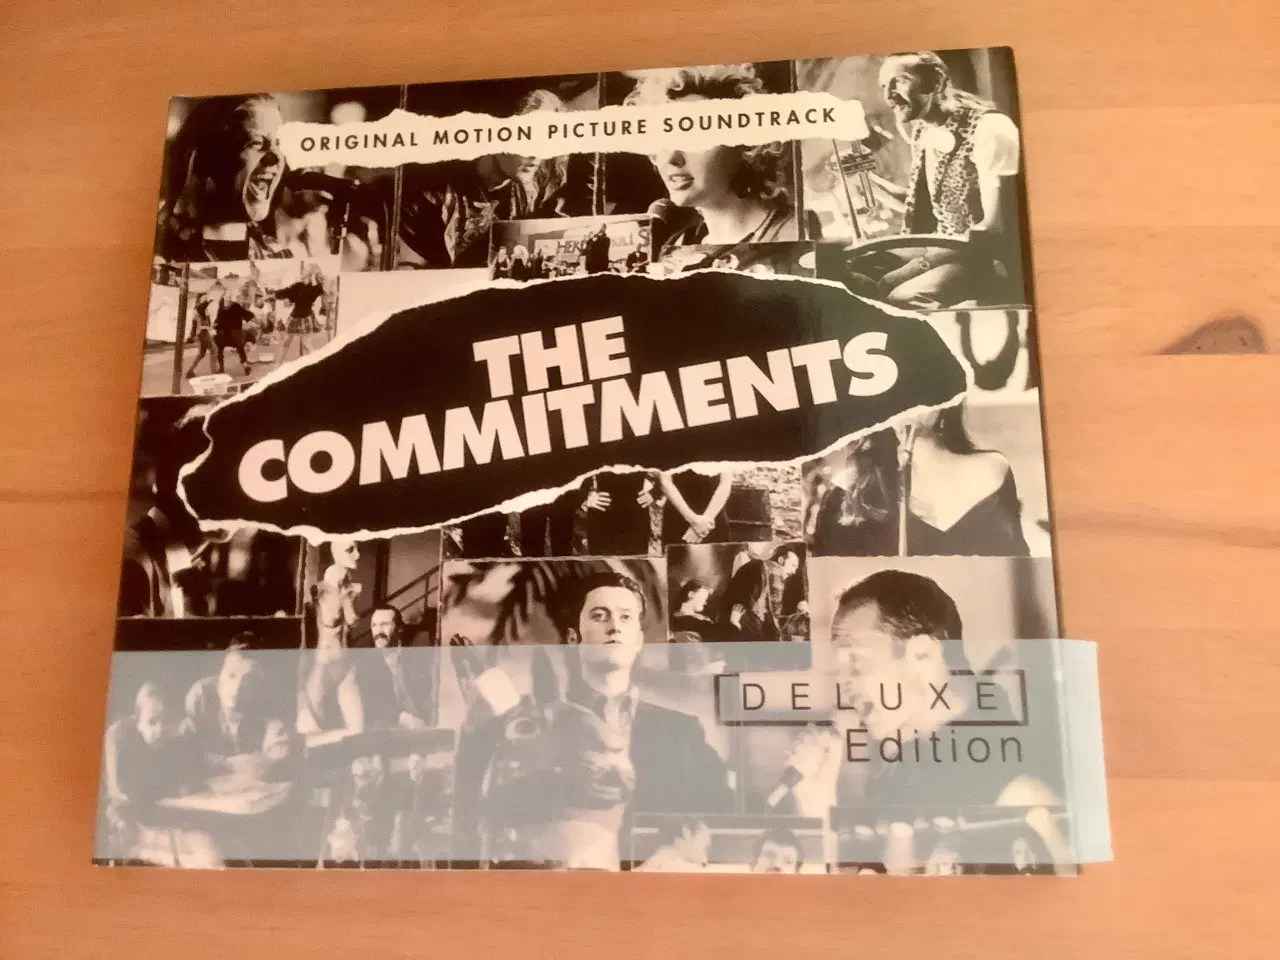 ORIGINAL MOTION PICTURE SOUNDTRACK
THE
COMMITMENTS
DELUXE
Edition